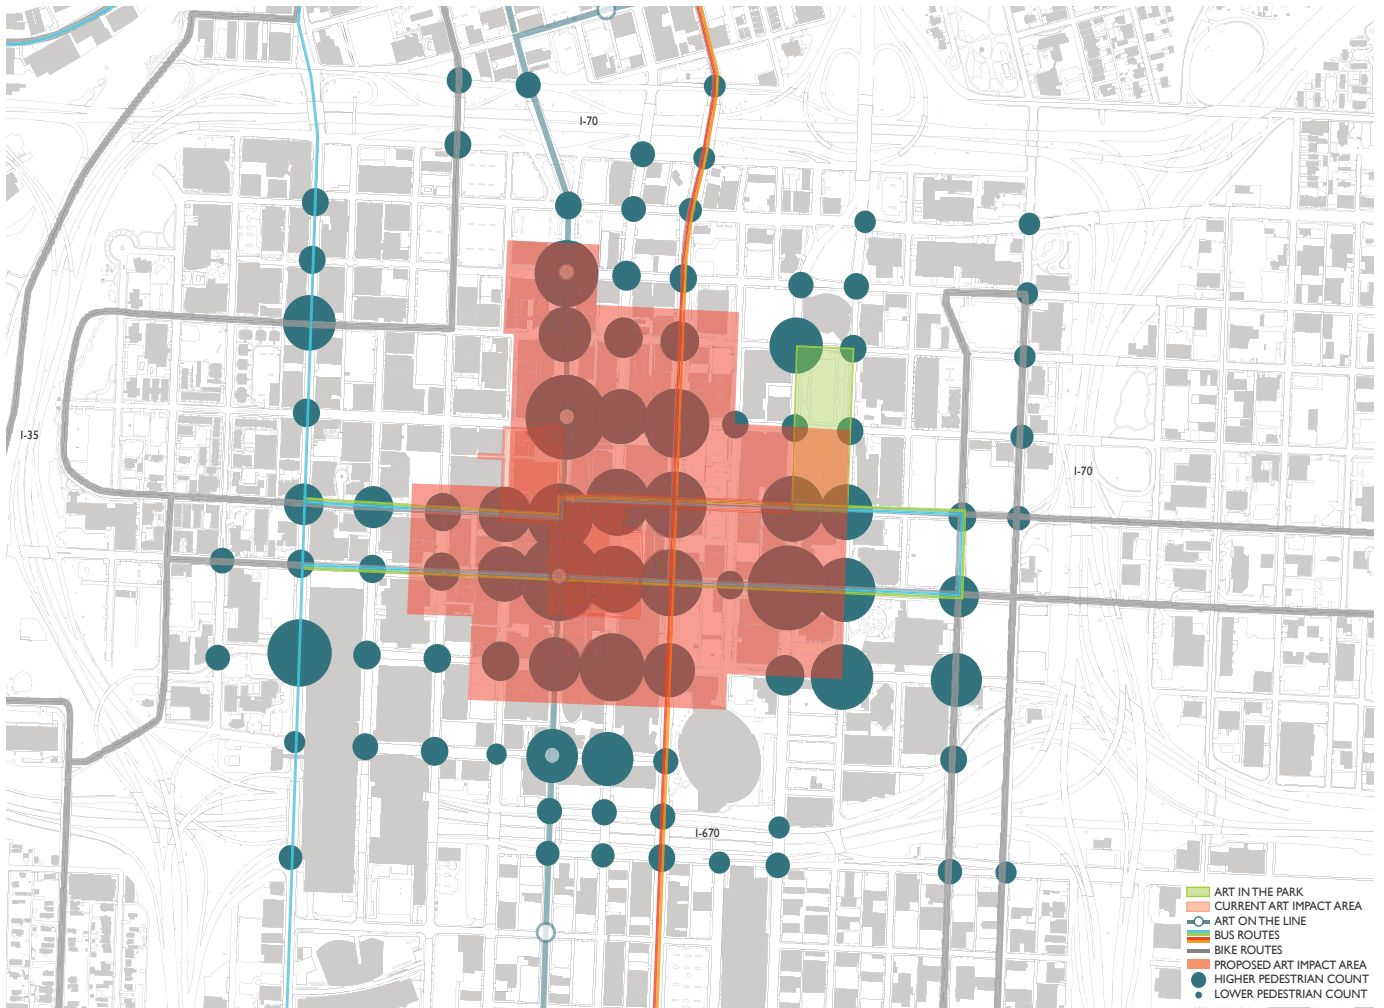 I-70
I-35
I-70
I-670
ART IN THE PARK
CURRENT ART IMPACT AREA
ART ON THE LINE
BUS ROUTES
BIKE ROUTES
PROPOSED ART IMPACT AREA
HIGHER PEDESTRIAN COUNT
LOWER PEDESTRIAN COUNT